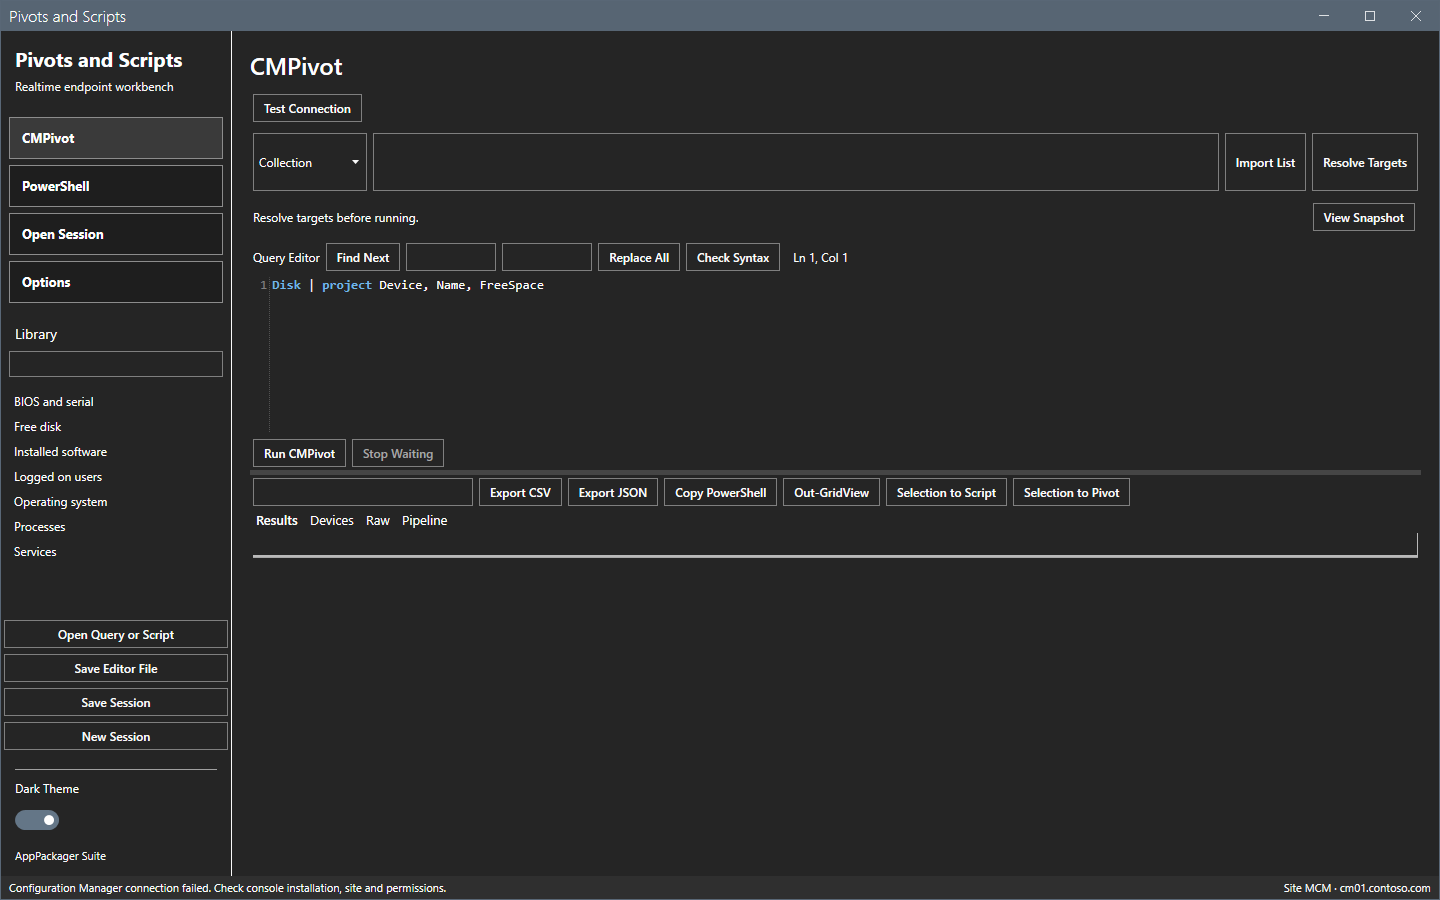 Pivots and Scripts
Pivots and Scripts
Realtime endpoint workbench
CMPivot
PowerShell
Open Session
Options
Library
BIOS and serial
Free disk
Installed software
Logged on users
Operating system
Processes
Services
Open Query or Script
Save Editor File
Save Session
New Session
Dark Theme
AppPackager Suite
CMPivot
Test Connection
Collection
Import List
Resolve Targets
Resolve targets before running.
View Snapshot
Query Editor
Find Next
Replace All
Check Syntax
Ln 1, Col 1
1 Disk | project Device, Name, FreeSpace
Run CMPivot
Stop Waiting
Export CSV
Export JSON
Copy PowerShell
Out-GridView
Selection to Script
Selection to Pivot
Results
Devices
Raw
Pipeline
Configuration Manager connection failed. Check console installation, site and permissions.
Site MCM · cm01.contoso.com